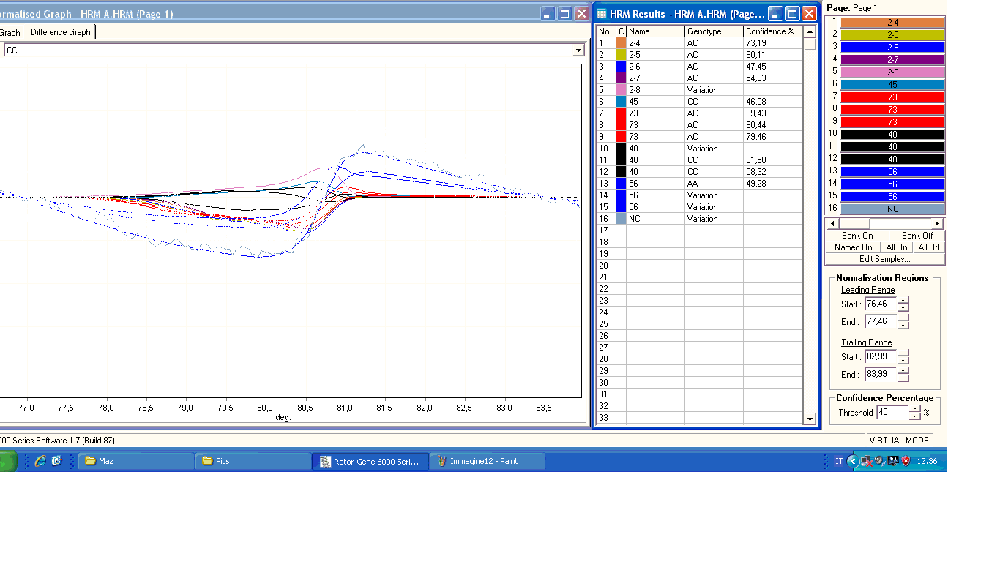 ormalised Graph - HRM A.HRM (Page 1)
Graph Difference Graph
CC
77,0 77,5 78,0 78,5 79,0 79,5 80,0 80,5 81,0 81,5 82,0 82,5 83,0 83,5
deg.
HRM Results - HRM A.HRM (Page...
No. C Name Genotype Confidence %
1 2-4 AC 73,19
2 2-5 AC 60,11
3 2-6 AC 47,45
4 2-7 AC 54,63
5 2-8 Variation
6 45 CC 46,08
7 73 AC 99,43
8 73 AC 80,44
9 73 AC 79,46
10 40 Variation
11 40 CC 81,50
12 40 CC 58,32
13 56 AA 49,28
14 56 Variation
15 56 Variation
16 NC Variation
17
18
19
20
21
22
23
24
25
26
27
28
29
30
31
32
33
Page: Page 1
1 2-4
2 2-5
3 2-6
4 2-7
5 2-8
6 45
7 73
8 73
9 73
10 40
11 40
12 40
13 56
14 56
15 56
16 NC
Bank On Bank Off
Named On All On All Off
Edit Samples...
Normalisation Regions
Leading Range
Start : 76,46
End : 77,46
Trailing Range
Start : 82,99
End : 83,99
Confidence Percentage
Threshold 40 %
000 Series Software 1.7 (Build 87)
VIRTUAL MODE
Maz
Pics
Rotor-Gene 6000 Seri...
Immagine12 - Paint
IT
12.36